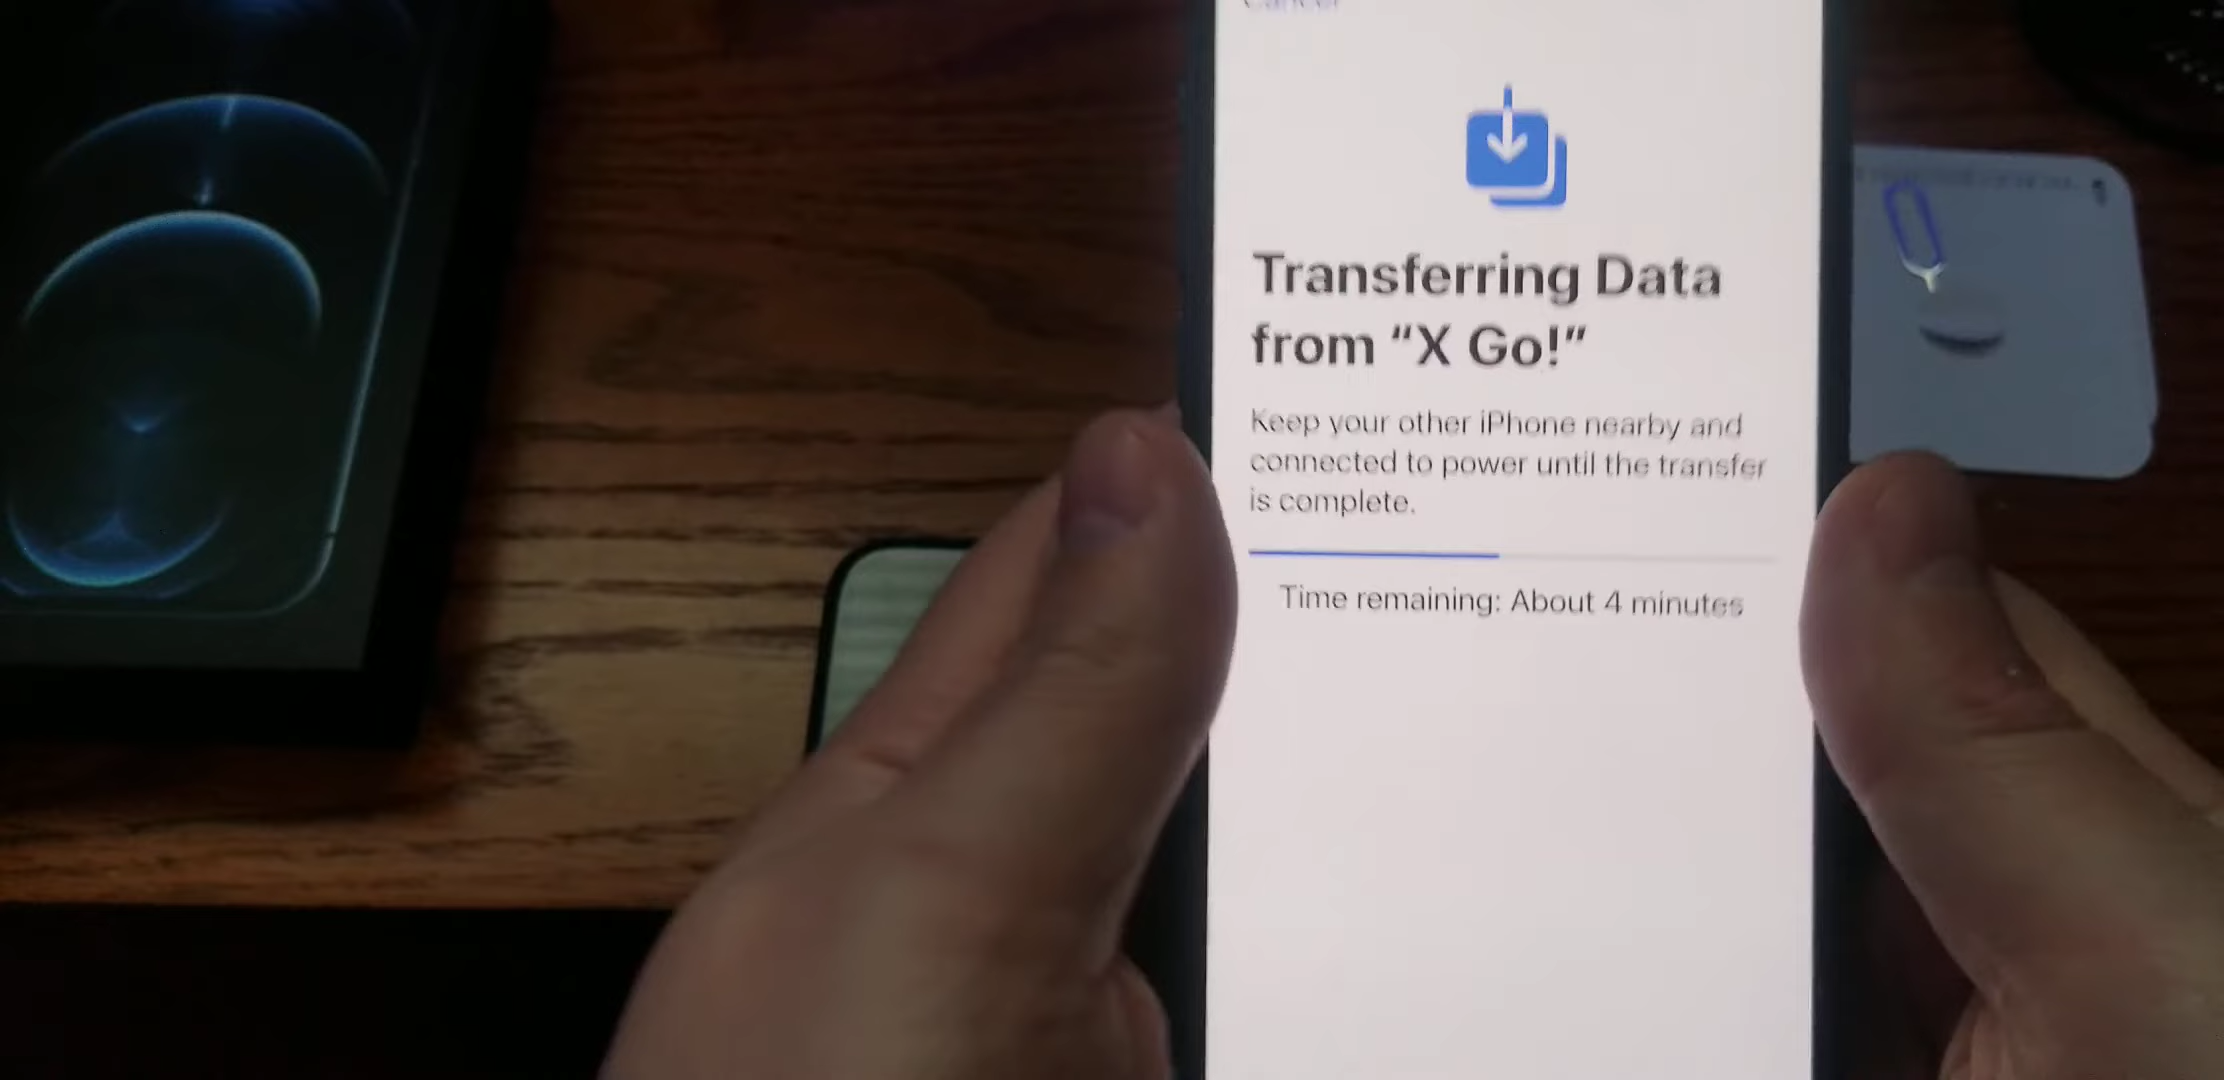 Cancel
Transferring Data
from “X Go!”
Keep your other iPhone nearby and
connected to power until the transfer
is complete.
Time remaining: About 4 minutes